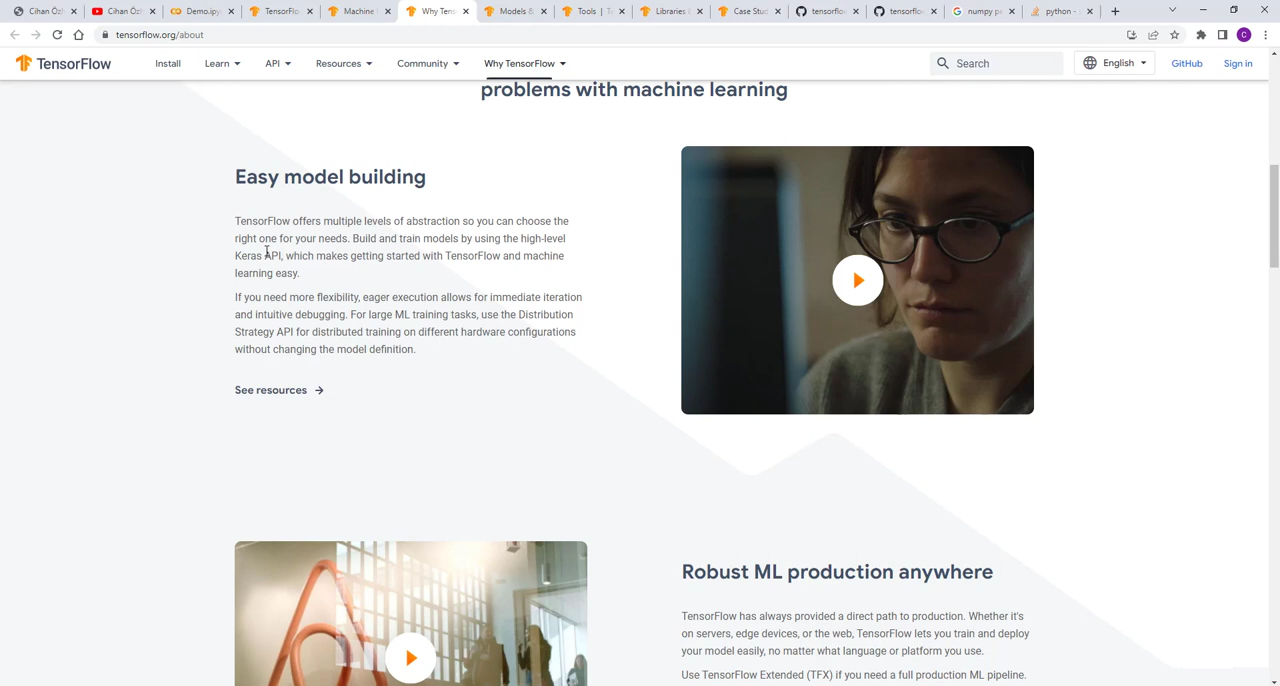 Cihan Özh
Cihan Özh
Demo.ipyn
TensorFlo
Machine
Why Tens
Models &
Tools | Te
Libraries
Case Stud
tensorflow
tensorflow
numpy pe
python -
tensorflow.org/about
TensorFlow
Install
Learn
API
Resources
Community
Why TensorFlow
Search
English
GitHub
Sign in
problems with machine learning
Easy model building
TensorFlow offers multiple levels of abstraction so you can choose the
right one for your needs. Build and train models by using the high-level
Keras API, which makes getting started with TensorFlow and machine
learning easy.
If you need more flexibility, eager execution allows for immediate iteration
and intuitive debugging. For large ML training tasks, use the Distribution
Strategy API for distributed training on different hardware configurations
without changing the model definition.
See resources
Robust ML production anywhere
TensorFlow has always provided a direct path to production. Whether it's
on servers, edge devices, or the web, TensorFlow lets you train and deploy
your model easily, no matter what language or platform you use.
Use TensorFlow Extended (TFX) if you need a full production ML pipeline.